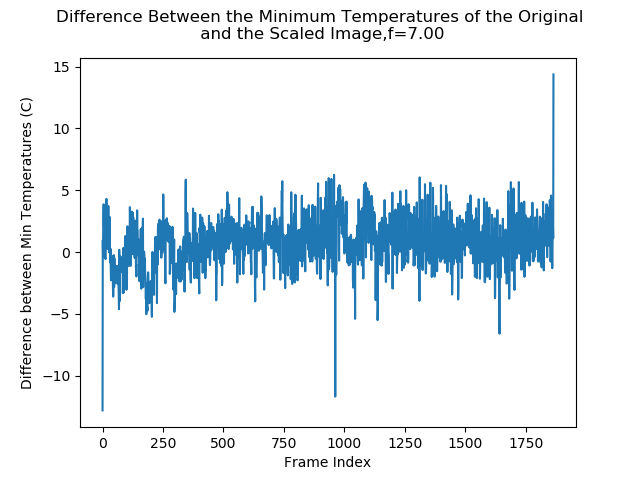 Difference Between the Minimum Temperatures of the Original
and the Scaled Image,f=7.00
Difference between Min Temperatures (C)
15
10
5
0
−5
−10
0 250 500 750 1000 1250 1500 1750
Frame Index